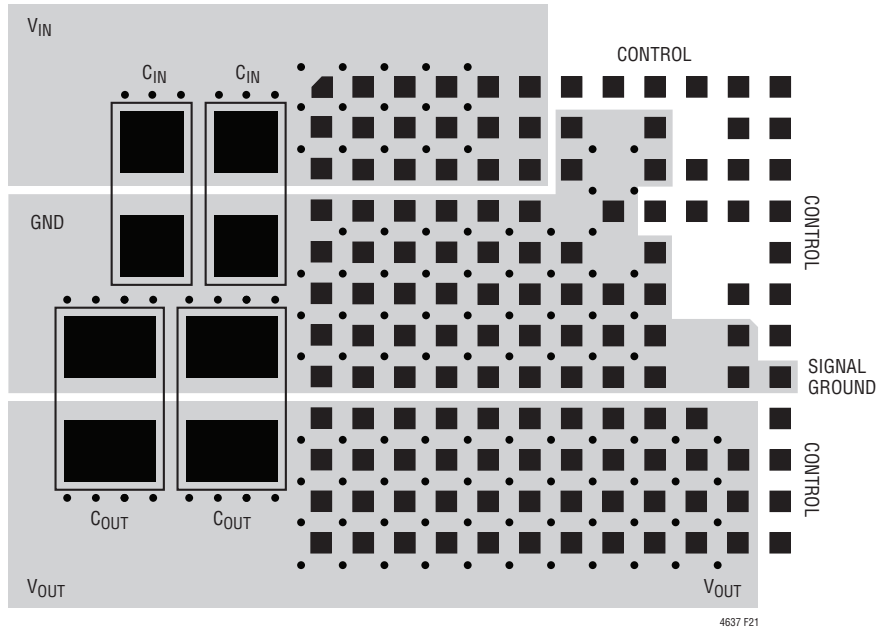 VIN
CONTROL
CIN
CIN
GND
CONTROL
SIGNAL
GROUND
CONTROL
COUT
COUT
VOUT
VOUT
4637 F21